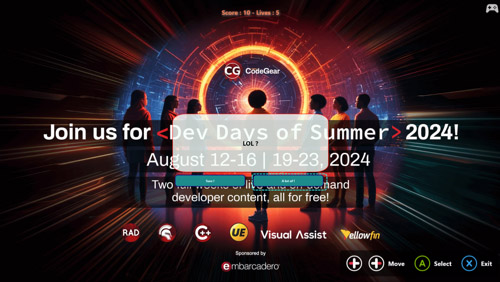 Score : 10 - Lives : 5
CG CodeGear
Join us for <Dev Days of Summer> 2024!
LOL ?
August 12-16 | 19-23, 2024
Two full weeks of live and on-demand
developer content, all for free!
RAD
C++
UE
Visual Assist
Yellowfin
Sponsored by
embarcadero
Move
A Select
X Exit